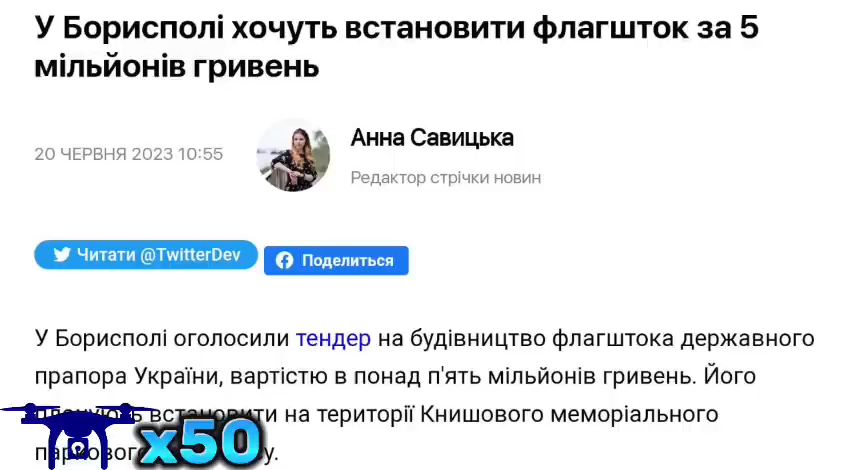 У Борисполі хочуть встановити флагшток за 5
мільйонів гривень
20 ЧЕРВНЯ 2023 10:55
Анна Савицька
Редактор стрічки новин
Читати @TwitterDev
Поделиться
У Борисполі оголосили тендер на будівництво флагштока державного
прапора України, вартістю в понад п'ять мільйонів гривень. Його
планують встановити на території Книшового меморіального
x50